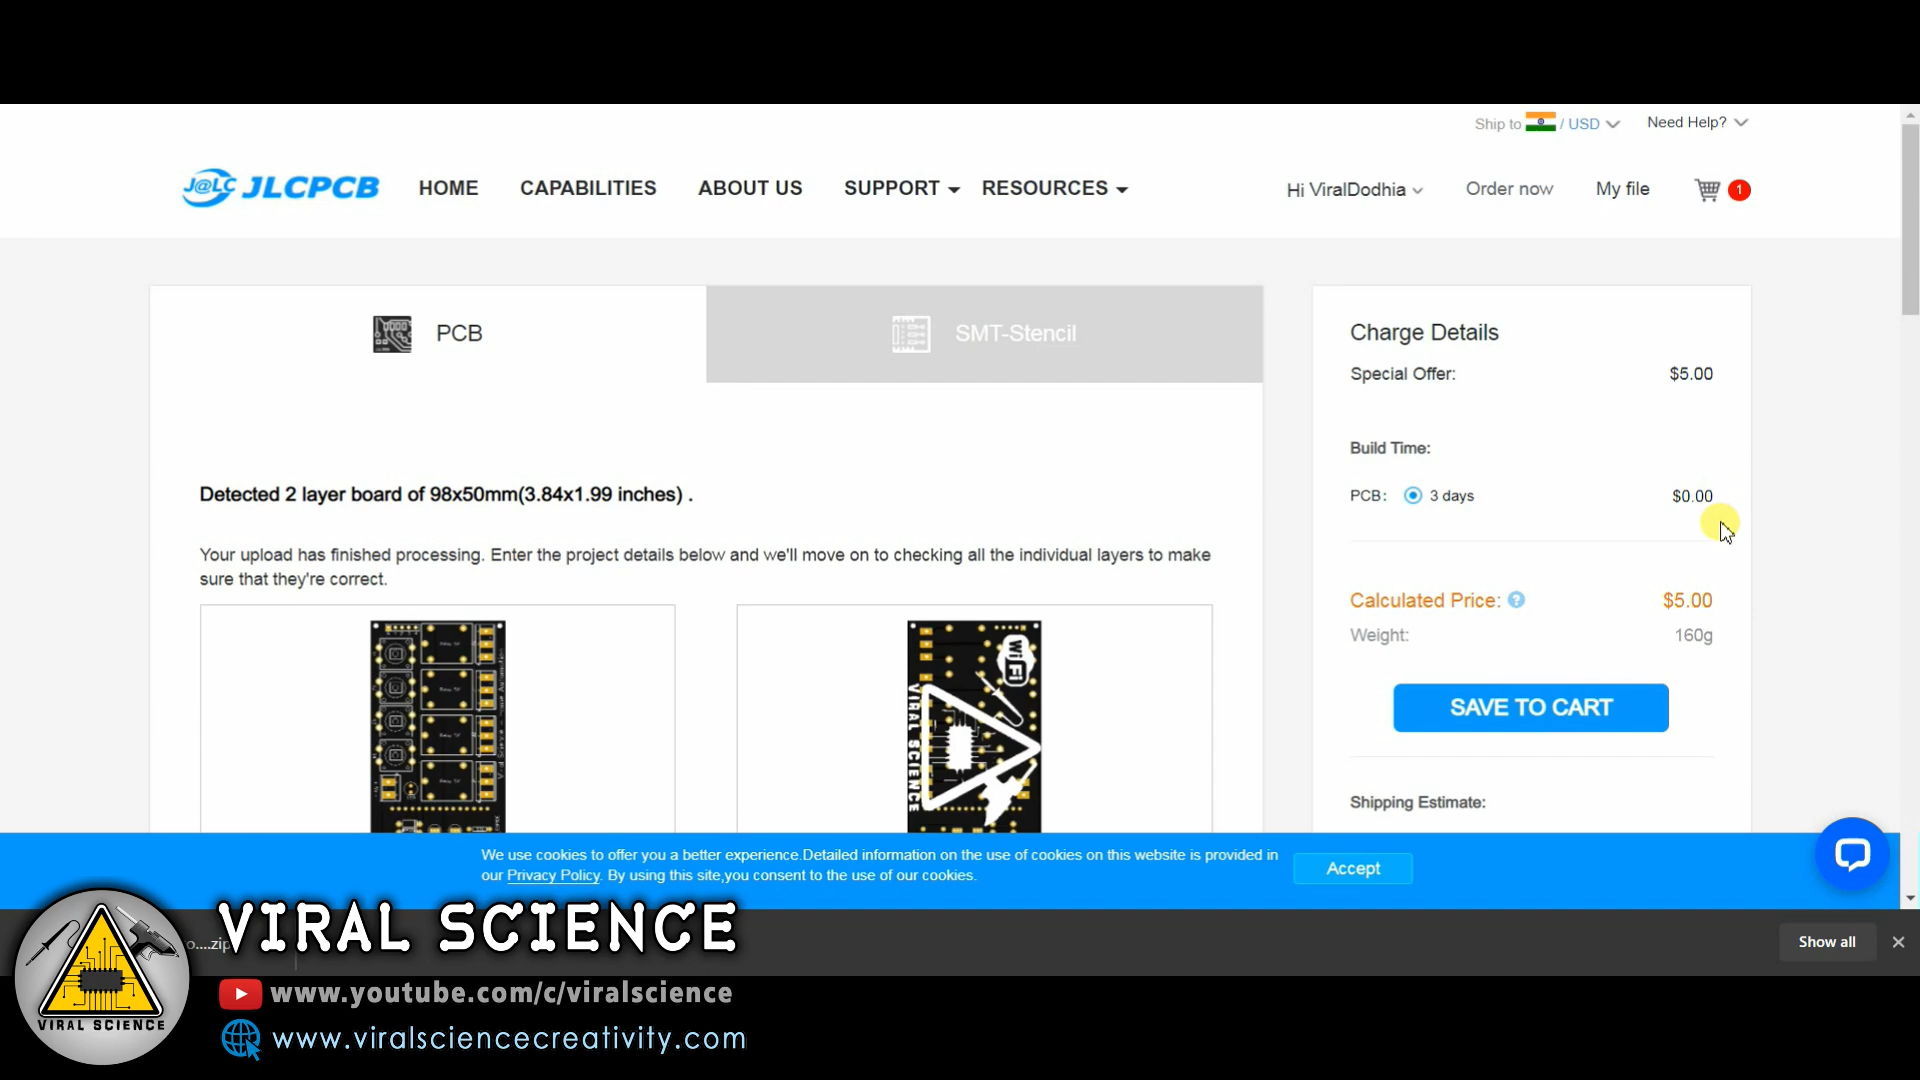 Ship to / USD
Need Help?
J@LC JLCPCB
HOME
CAPABILITIES
ABOUT US
SUPPORT
RESOURCES
Hi ViralDodhia
Order now
My file
1
PCB
SMT-Stencil
Detected 2 layer board of 98x50mm(3.84x1.99 inches) .
Your upload has finished processing. Enter the project details below and we'll move on to checking all the individual layers to make
sure that they're correct.
WiFi
VIRAL SCIENCE
Charge Details
Special Offer: $5.00
Build Time:
PCB: 3 days $0.00
Calculated Price: ? $5.00
Weight: 160g
SAVE TO CART
Shipping Estimate:
We use cookies to offer you a better experience.Detailed information on the use of cookies on this website is provided in
our Privacy Policy. By using this site,you consent to the use of our cookies.
Accept
o....zip
Show all
VIRAL SCIENCE
VIRAL SCIENCE
www.youtube.com/c/viralscience
www.viralsciencecreativity.com